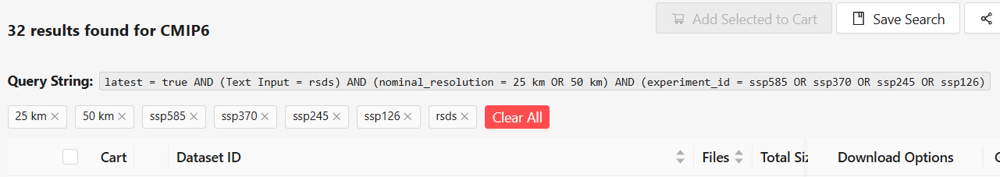 32 results found for CMIP6
Add Selected to Cart
Save Search
Query String: latest = true AND (Text Input = rsds) AND (nominal_resolution = 25 km OR 50 km) AND (experiment_id = ssp585 OR ssp370 OR ssp245 OR ssp126)
25 km × 50 km × ssp585 × ssp370 × ssp245 × ssp126 × rsds × Clear All
Cart Dataset ID Files Total Download Options